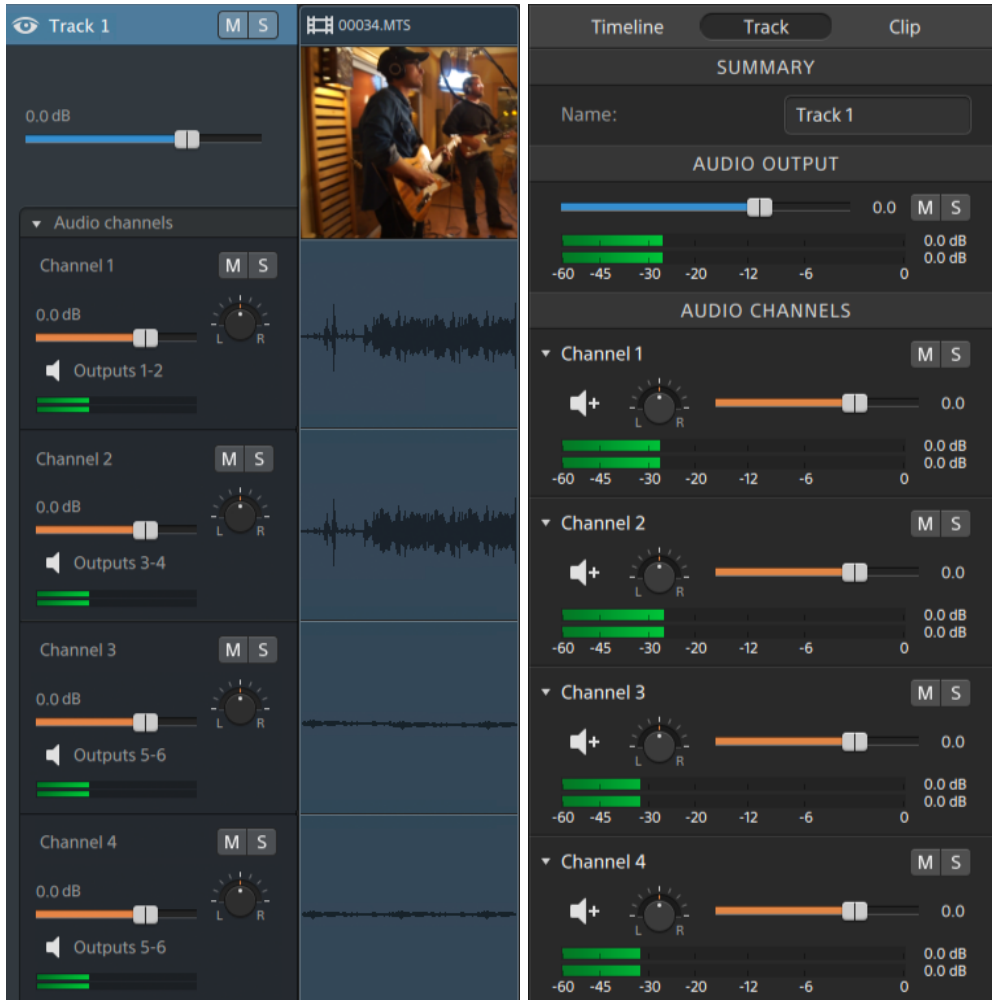 Track 1 M S
00034.MTS
0.0 dB
Audio channels
Channel 1 M S
0.0 dB
L R
Outputs 1-2
Channel 2 M S
0.0 dB
L R
Outputs 3-4
Channel 3 M S
0.0 dB
L R
Outputs 5-6
Channel 4 M S
0.0 dB
L R
Outputs 5-6
Timeline Track Clip
SUMMARY
Name: Track 1
AUDIO OUTPUT
0.0 M S
0.0 dB
0.0 dB
-60 -45 -30 -20 -12 -6 0
AUDIO CHANNELS
Channel 1 M S
+ L R 0.0
0.0 dB
0.0 dB
-60 -45 -30 -20 -12 -6 0
Channel 2 M S
+ L R 0.0
0.0 dB
0.0 dB
-60 -45 -30 -20 -12 -6 0
Channel 3 M S
+ L R 0.0
0.0 dB
0.0 dB
-60 -45 -30 -20 -12 -6 0
Channel 4 M S
+ L R 0.0
0.0 dB
0.0 dB
-60 -45 -30 -20 -12 -6 0